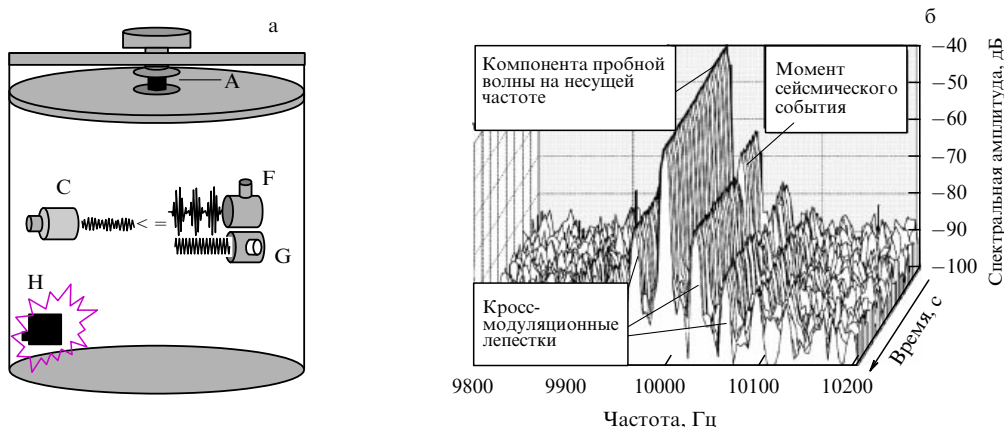 а
A
C
F
< =
G
H
б
Компонента пробной
волны на несущей
частоте
Момент
сейсмического
события
Кросс-
модуляционные
лепестки
−40
−50
−60
−70
−80
−90
−100
Спектральная амплитуда, дБ
Время, с
9800 9900 10000 10100 10200
Частота, Гц